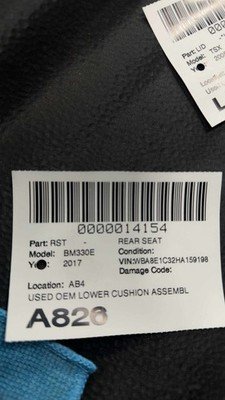 Part: LID
Model: TSX
0000014154
Part: RST - REAR SEAT
Model: BM330E Condition:
2017 VIN:WBA8E1C32HA159198
Damage Code:
Location: AB4
USED OEM LOWER CUSHION ASSEMBL
A826